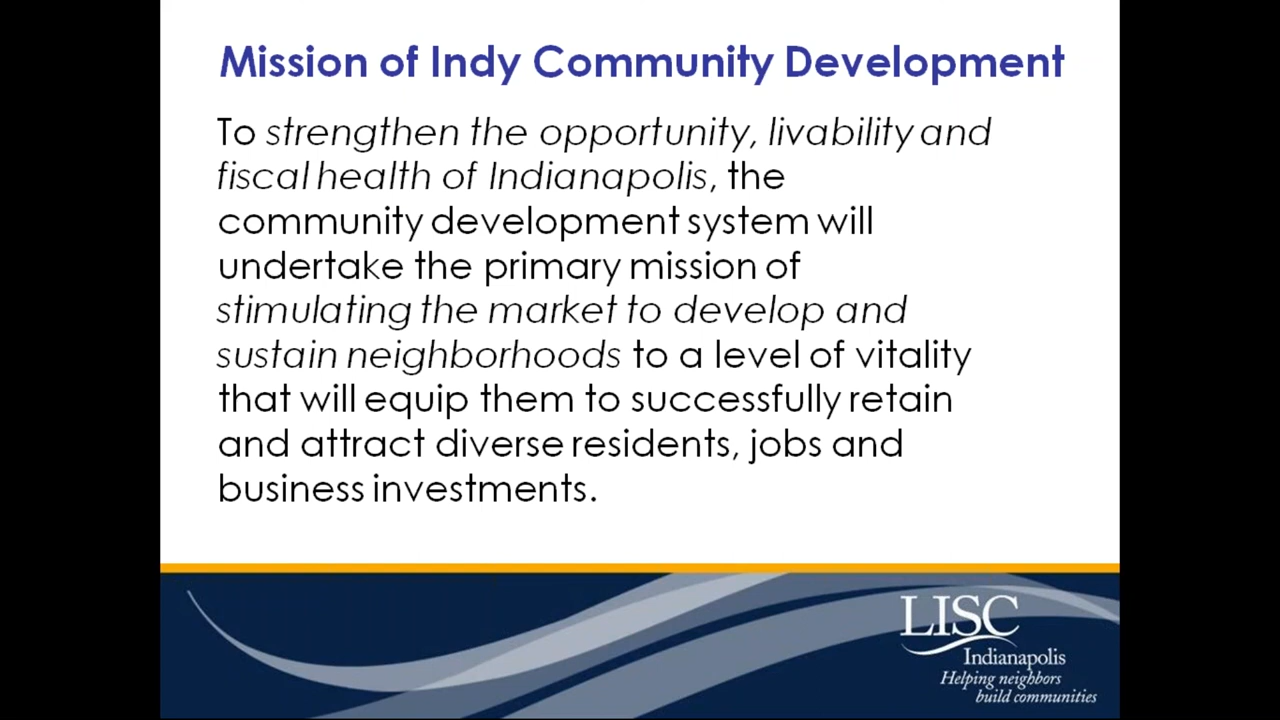 Mission of Indy Community Development
To strengthen the opportunity, livability and
fiscal health of Indianapolis, the
community development system will
undertake the primary mission of
stimulating the market to develop and
sustain neighborhoods to a level of vitality
that will equip them to successfully retain
and attract diverse residents, jobs and
business investments.
LISC
Indianapolis
Helping neighbors
build communities